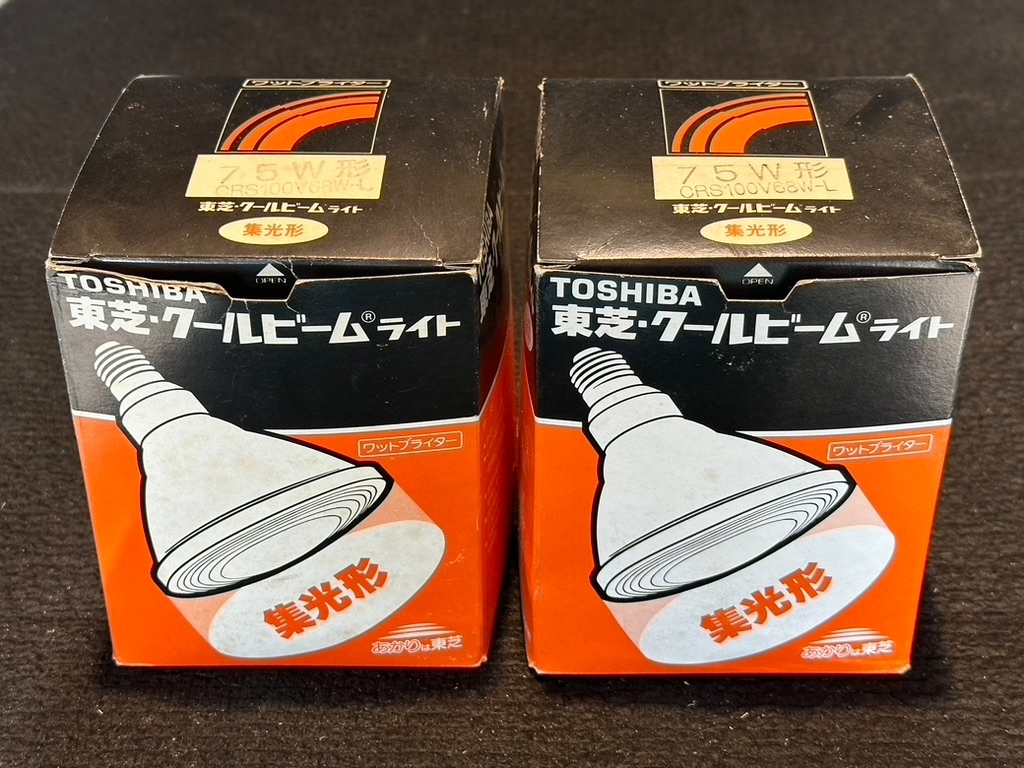 ワットブライター
75W形
CRS100V68W-L
東芝・クールビーム®ライト
集光形
OPEN
TOSHIBA
東芝・クールビーム®ライト
ワットブライター
集光形
あかりは東芝
ワットブライター
75W形
CRS100V68W-L
東芝・クールビーム®ライト
集光形
OPEN
TOSHIBA
東芝・クールビーム®ライト
ワットブライター
集光形
あかりは東芝